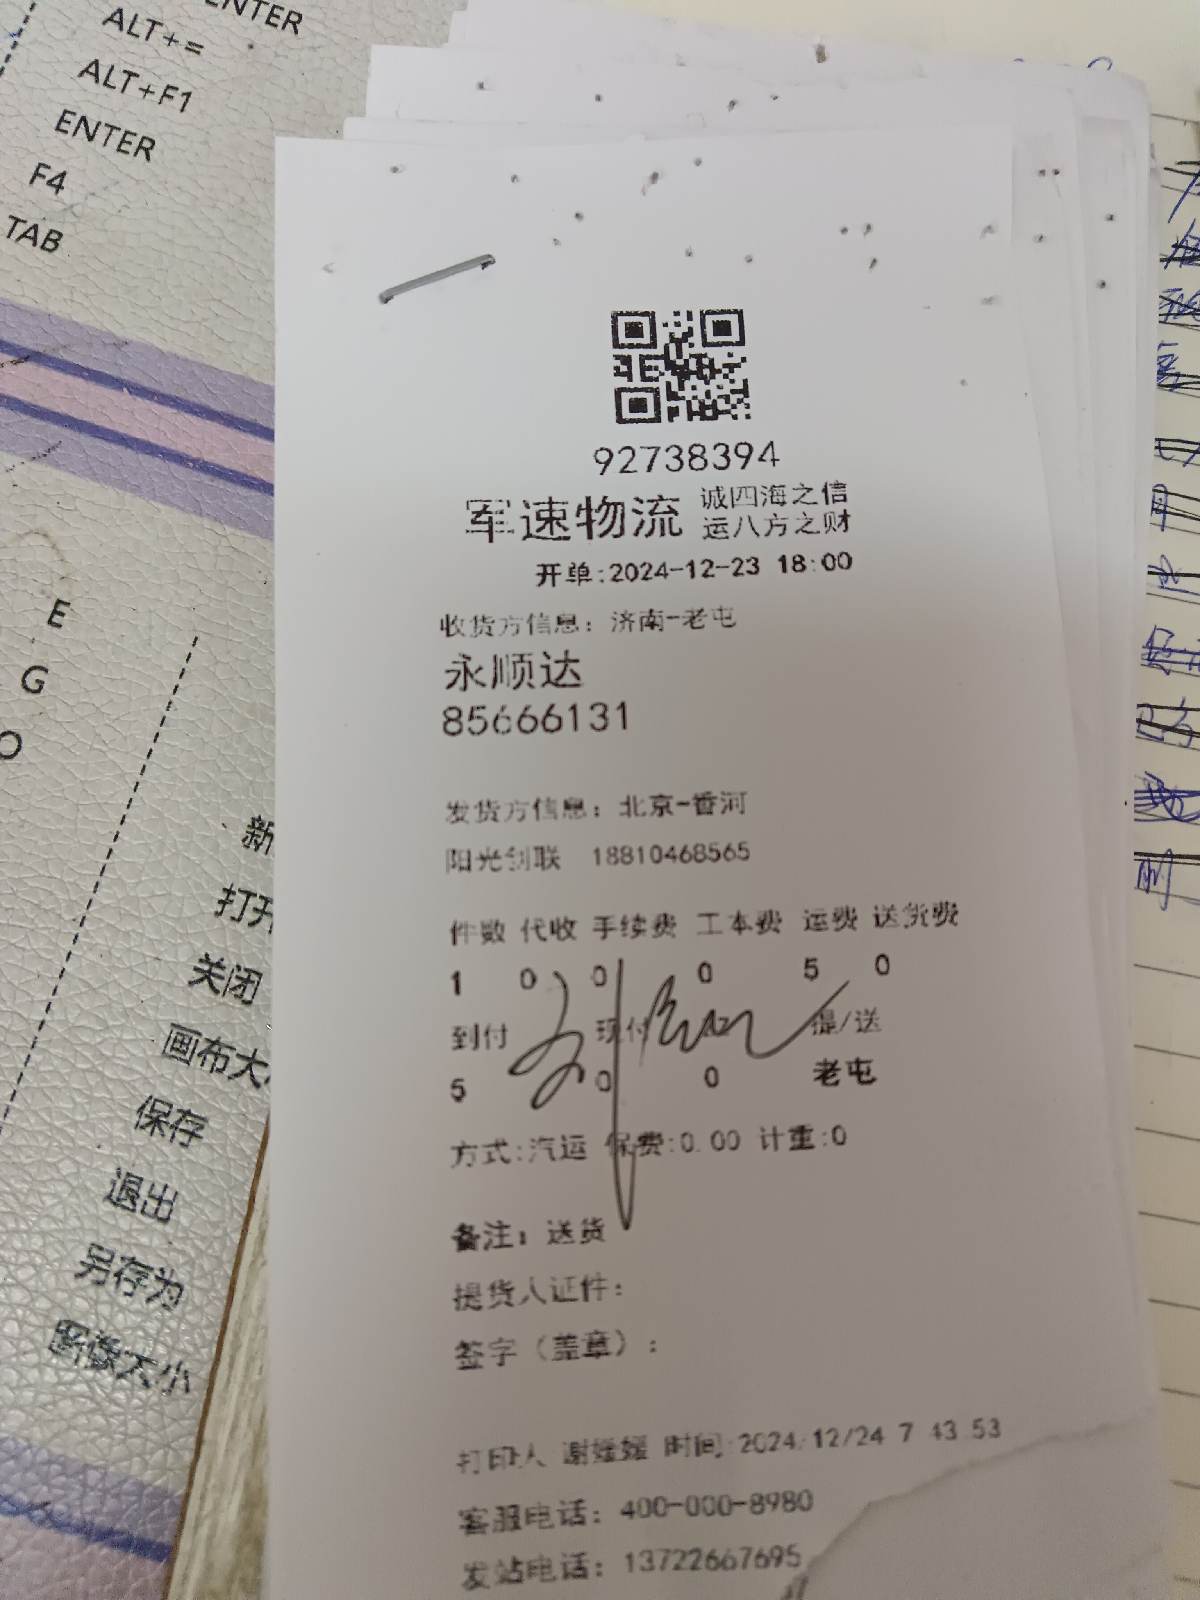 ENTER
ALT+=
ALT+F1
ENTER
F4
TAB
E
G
O
新
打开
关闭
画布大
保存
退出
另存为
图像大小
92738394
军速物流 诚四海之信
运八方之财
开单:2024-12-23 18:00
收货方信息: 济南-老屯
永顺达
85666131
发货方信息: 北京-香河
阳光创联 18810468565
件数 代收 手续费 工本费 运费 送货费
1 0 0 0 5 0
到付 现付 提/送
5 0 0 老屯
方式:汽运 保费:0.00 计重:0
备注: 送货
提货人证件:
签字(盖章):
打印人 谢媛媛 时间:2024/12/24 7 43 53
客服电话: 400-000-8980
发站电话: 13722667695